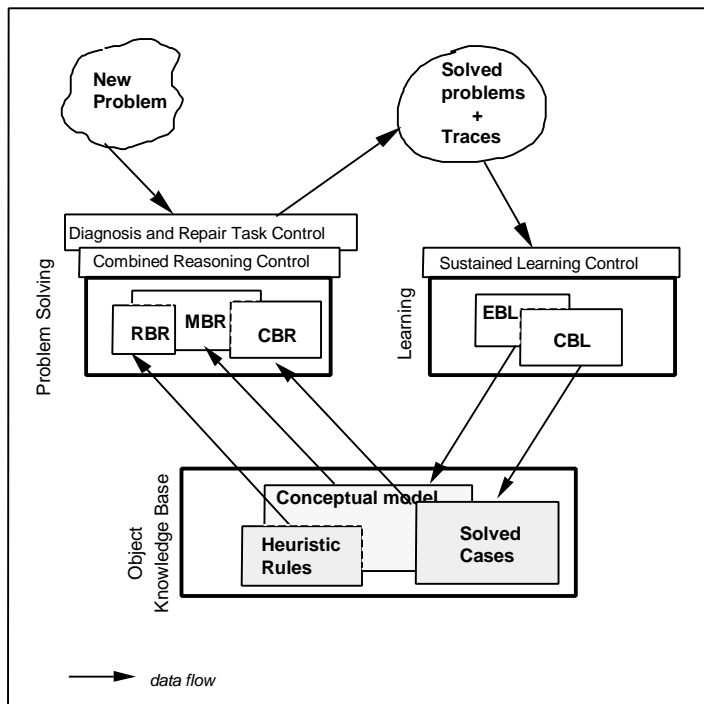 New
Problem
Solved
problems
+
Traces
Diagnosis and Repair Task Control
Combined Reasoning Control
Sustained Learning Control
Problem Solving
RBR
MBR
CBR
Learning
EBL
CBL
Object
Knowledge Base
Conceptual model
Heuristic
Rules
Solved
Cases
data flow